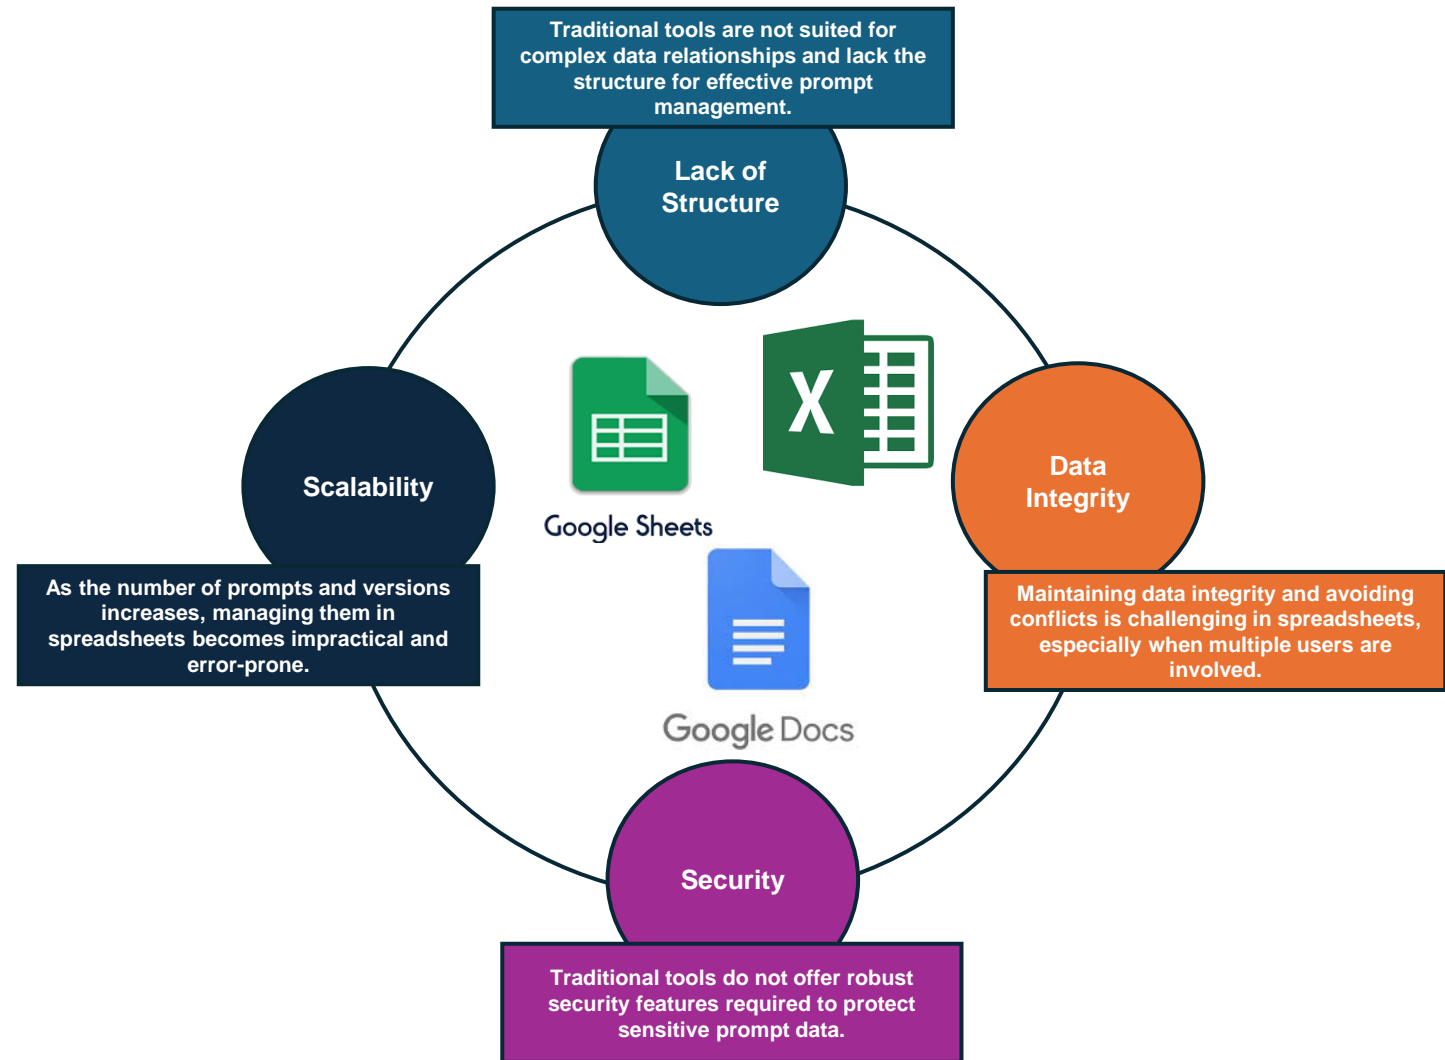 Traditional tools are not suited for
complex data relationships and lack the
structure for effective prompt
management.
Lack of
Structure
X
Google Sheets
Scalability
Data
Integrity
As the number of prompts and versions
increases, managing them in
spreadsheets becomes impractical and
error-prone.
Maintaining data integrity and avoiding
conflicts is challenging in spreadsheets,
especially when multiple users are
involved.
Google Docs
Security
Traditional tools do not offer robust
security features required to protect
sensitive prompt data.